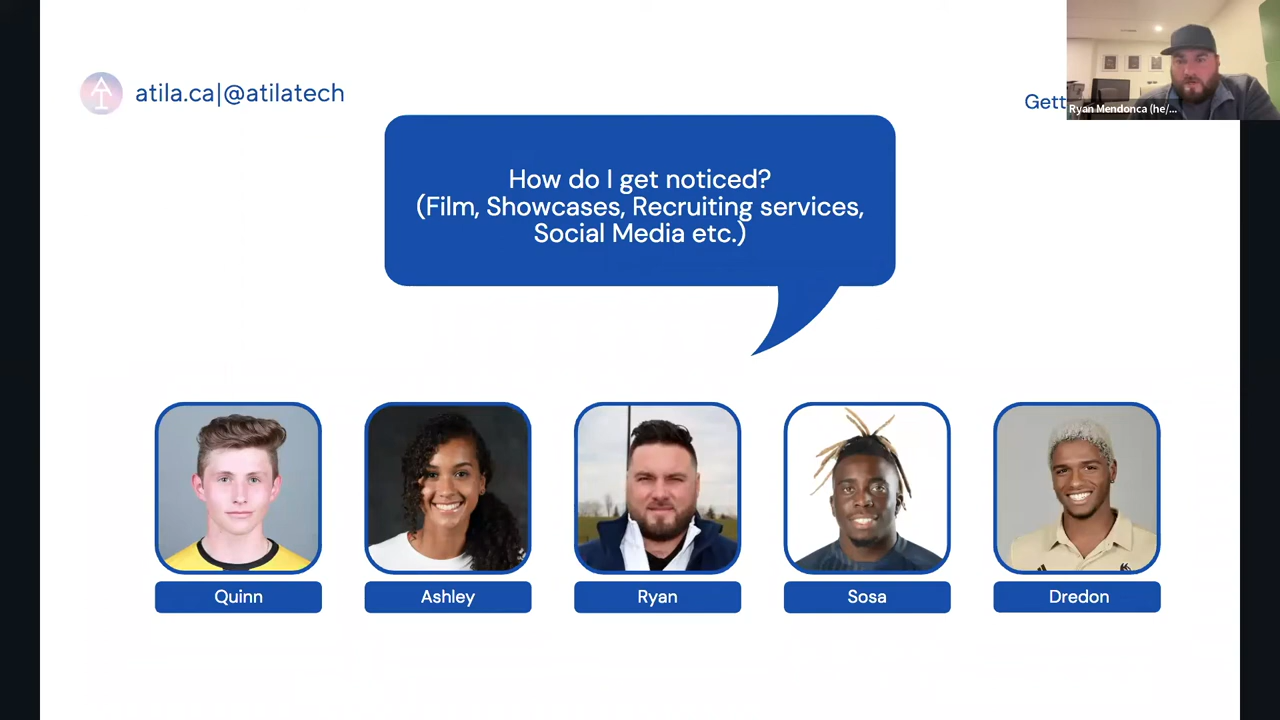 atila.ca|@atilatech
Gett
Ryan Mendonca (he/...
How do I get noticed?
(Film, Showcases, Recruiting services,
Social Media etc.)
Quinn
Ashley
Ryan
Sosa
Dredon